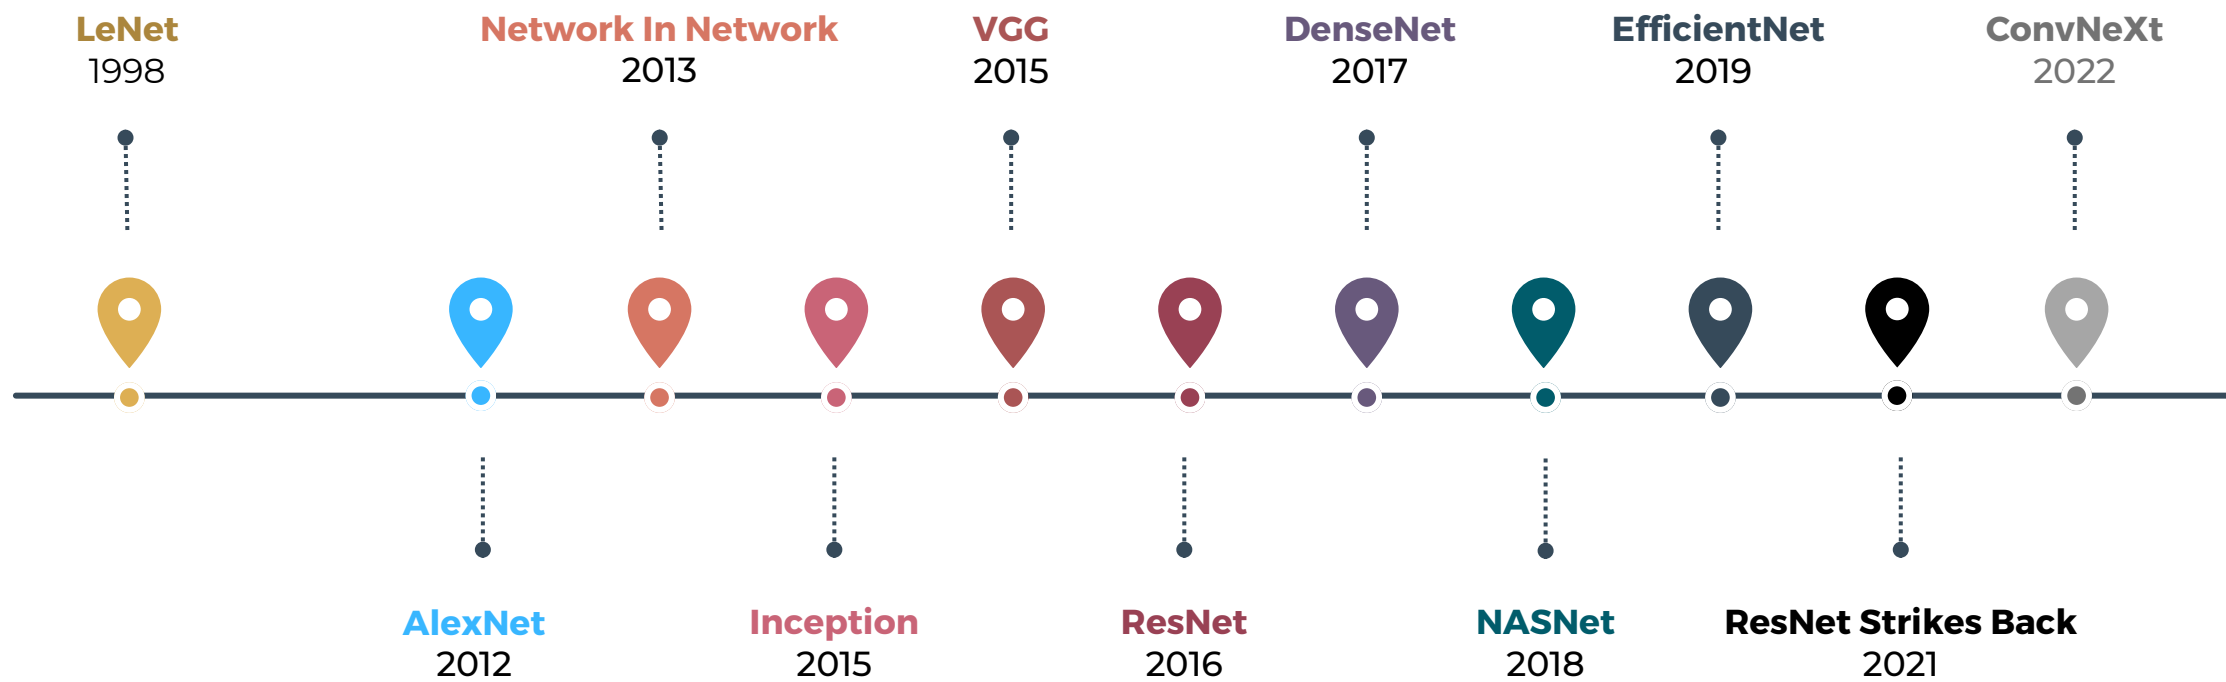 LeNet
1998
Network In Network
2013
VGG
2015
DenseNet
2017
EfficientNet
2019
ConvNeXt
2022
AlexNet
2012
Inception
2015
ResNet
2016
NASNet
2018
ResNet Strikes Back
2021